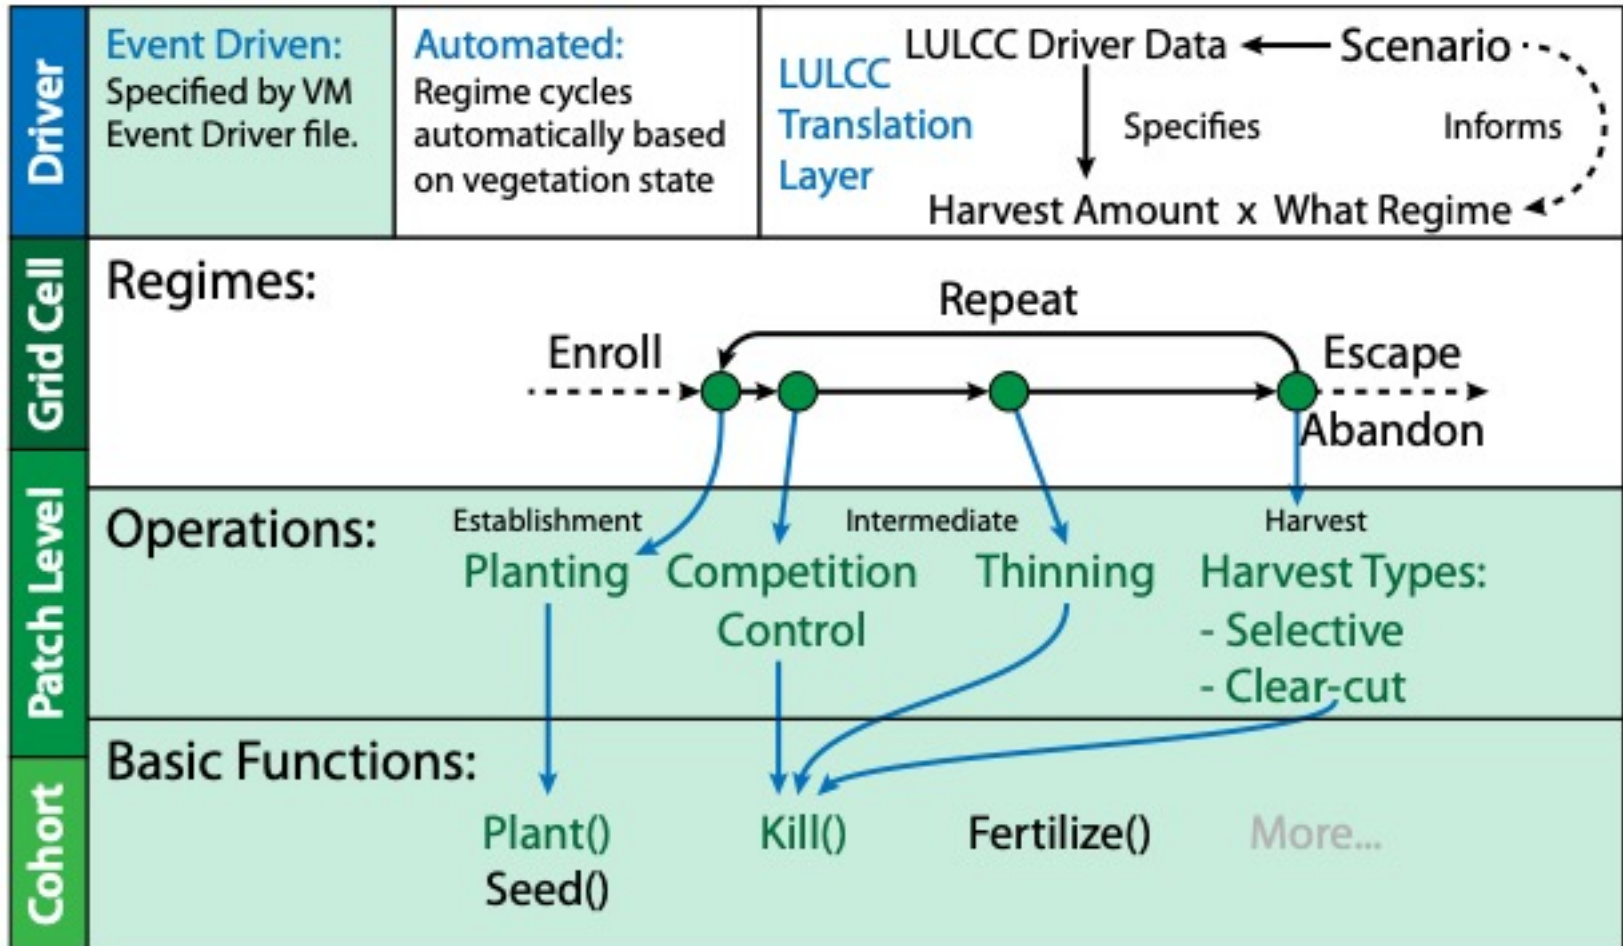 Driver
Event Driven:
Specified by VM
Event Driver file.
Automated:
Regime cycles
automatically based
on vegetation state
LULCC
Translation
Layer
LULCC Driver Data
Scenario
Specifies
Informs
Harvest Amount x What Regime
Grid Cell
Regimes:
Repeat
Enroll
Escape
Abandon
Patch Level
Operations:
Establishment
Planting
Competition
Control
Intermediate
Thinning
Harvest
Harvest Types:
- Selective
- Clear-cut
Cohort
Basic Functions:
Plant()
Seed()
Kill()
Fertilize()
More...